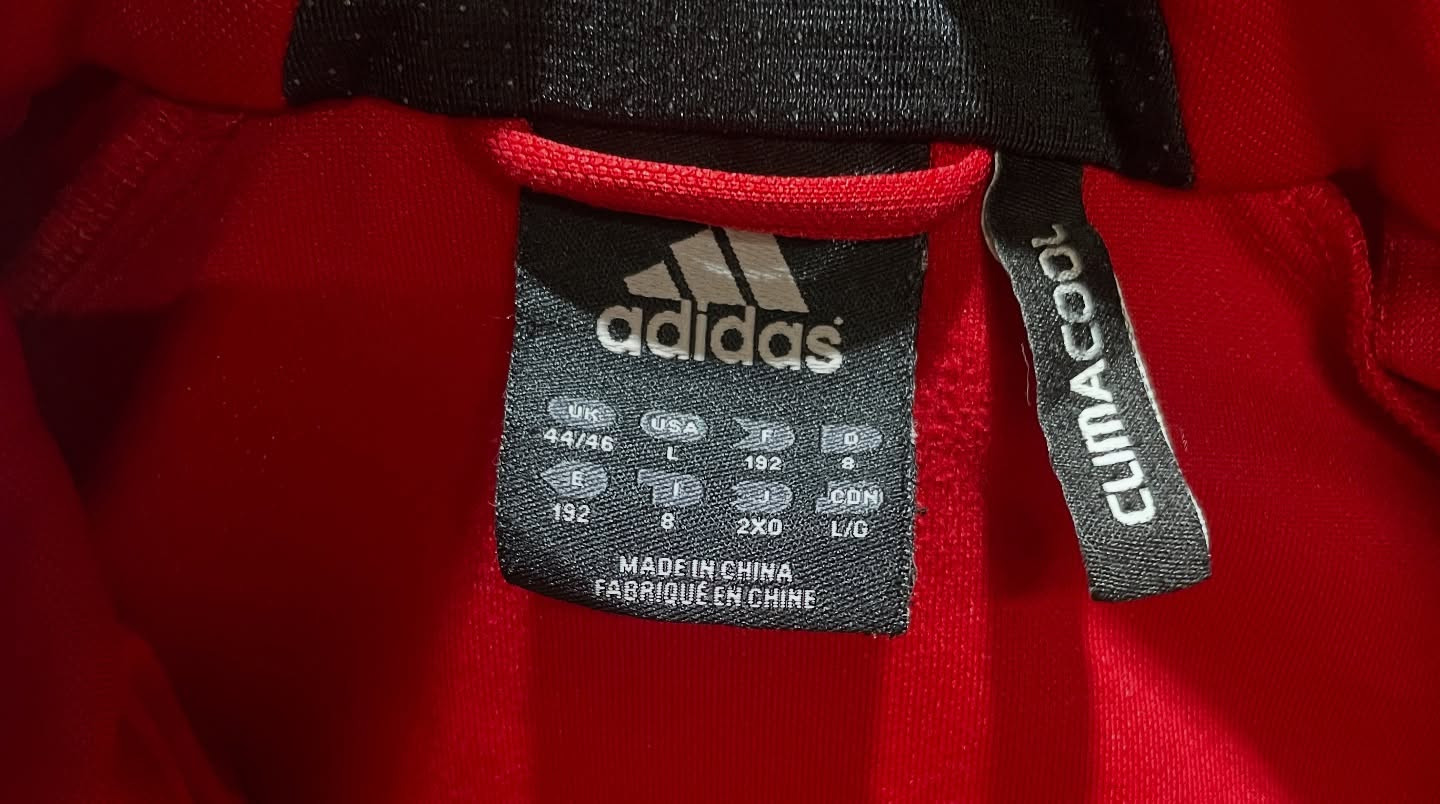 adidas
UK USA F D
44/46 L 192 8
E I J CDN
192 8 2XO L/G
MADE IN CHINA
FABRIQUÉ EN CHINE
CLIMACOOL